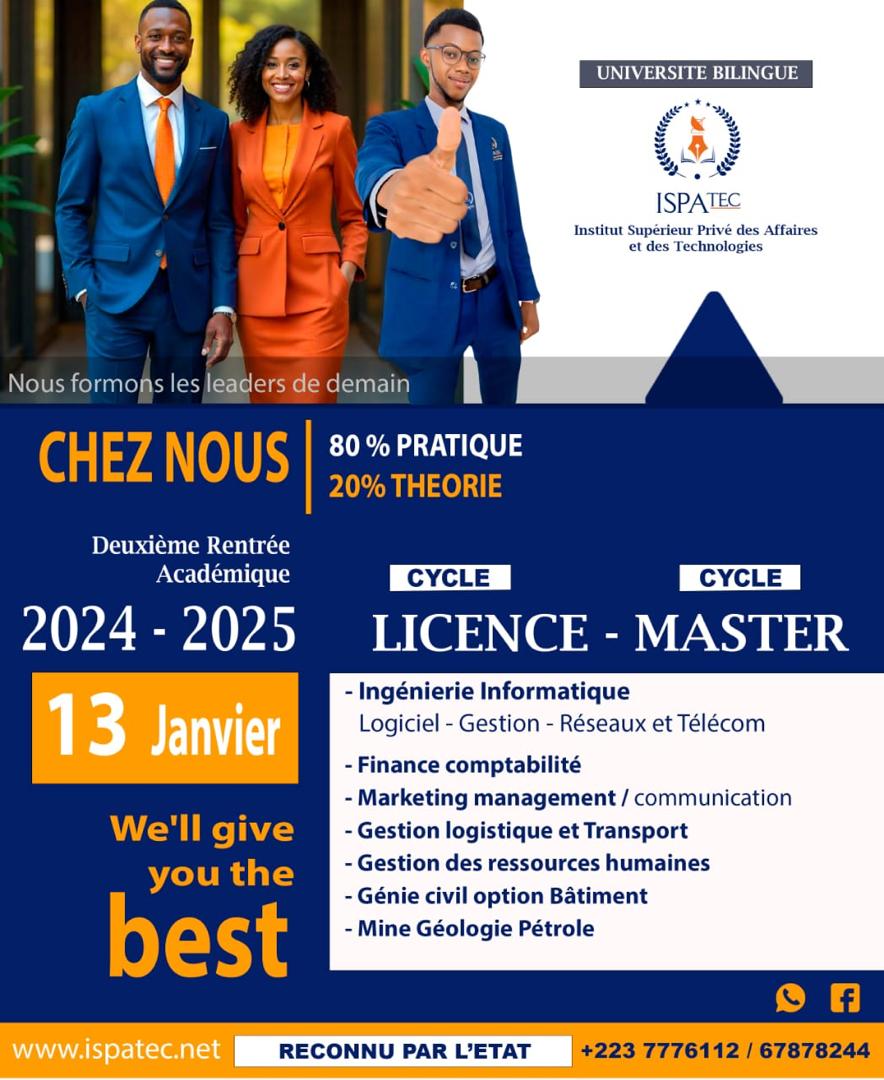 UNIVERSITE BILINGUE
ISPATEC
Institut Supérieur Privé des Affaires
et des Technologies
Nous formons les leaders de demain
CHEZ NOUS
80 % PRATIQUE
20% THEORIE
Deuxième Rentrée
Académique
2024 - 2025
13 Janvier
We'll give
you the
best
CYCLE
CYCLE
LICENCE - MASTER
- Ingénierie Informatique
Logiciel - Gestion - Réseaux et Télécom
- Finance comptabilité
- Marketing management / communication
- Gestion logistique et Transport
- Gestion des ressources humaines
- Génie civil option Bâtiment
- Mine Géologie Pétrole
www.ispatec.net
RECONNU PAR L'ETAT
+223 7776112 / 67878244